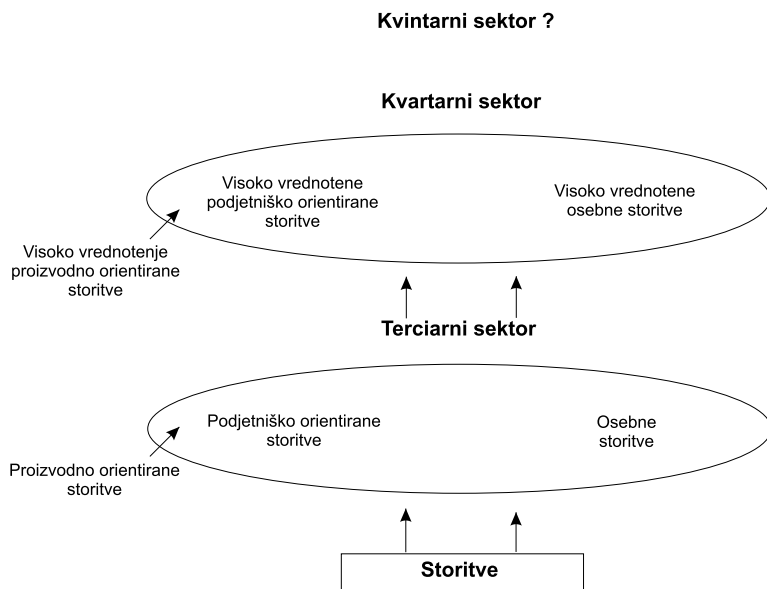 Kvintarni sektor ?
Kvartarni sektor
Visoko vrednotene
podjetniško orientirane
storitve
Visoko vrednotene
osebne storitve
Visoko vrednotenje
proizvodno orientirane
storitve
Terciarni sektor
Podjetniško orientirane
storitve
Osebne
storitve
Proizvodno orientirane
storitve
Storitve